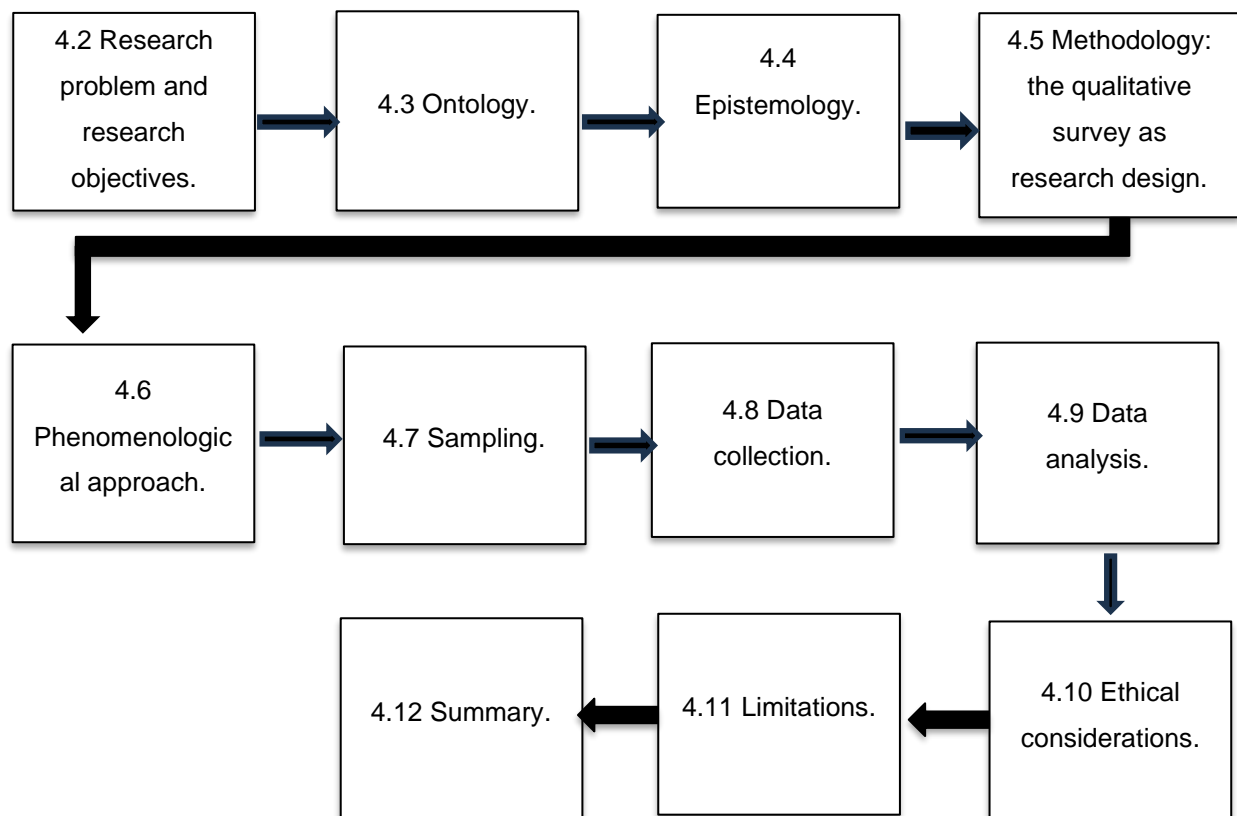 4.2 Research
problem and
research
objectives.
4.3 Ontology.
4.4
Epistemology.
4.5 Methodology:
the qualitative
survey as
research design.
4.6
Phenomenologic
al approach.
4.7 Sampling.
4.8 Data
collection.
4.9 Data
analysis.
4.10 Ethical
considerations.
4.11 Limitations.
4.12 Summary.